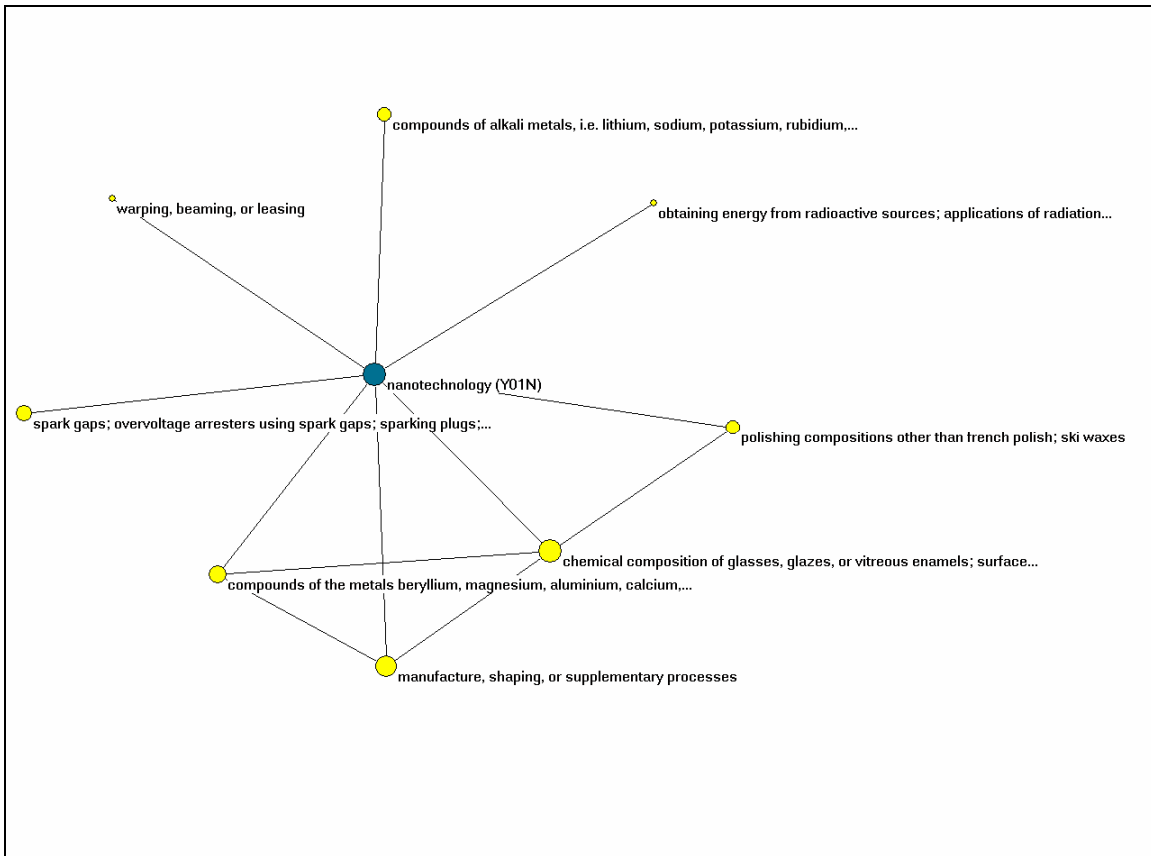 compounds of alkali metals, i.e. lithium, sodium, potassium, rubidium,...
warping, beaming, or leasing
obtaining energy from radioactive sources; applications of radiation...
nanotechnology (Y01N)
spark gaps; overvoltage arresters using spark gaps; sparking plugs;...
polishing compositions other than french polish; ski waxes
chemical composition of glasses, glazes, or vitreous enamels; surface...
compounds of the metals beryllium, magnesium, aluminium, calcium,...
manufacture, shaping, or supplementary processes